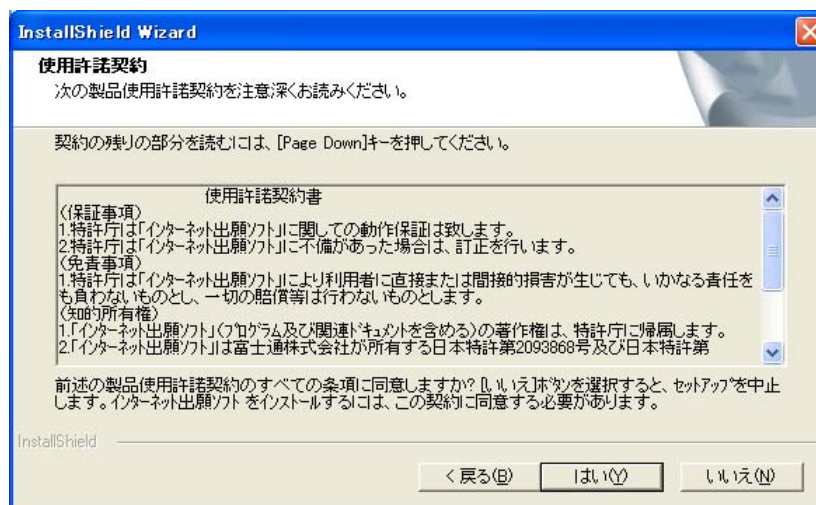 InstallShield Wizard
使用許諾契約
次の製品使用許諾契約を注意深くお読みください。
契約の残りの部分を読むには、[Page Down]キーを押してください。
使用許諾契約書
(保証事項)
1.特許庁は「インターネット出願ソフト」に関しての動作保証は致します。
2.特許庁は「インターネット出願ソフト」に不備があった場合は、訂正を行います。
(免責事項)
1.特許庁は「インターネット出願ソフト」により利用者に直接または間接的損害が生じても、いかなる責任を
も負わないものとし、一切の賠償等は行わないものとします。
(知的所有権)
1.「インターネット出願ソフト」(プログラム及び関連ドキュメントを含める)の著作権は、特許庁に帰属します。
2.「インターネット出願ソフト」は富士通株式会社が所有する日本特許第2093868号及び日本特許第
前述の製品使用許諾契約のすべての条項に同意しますか? [いいえ]ボタンを選択すると、セットアップを中止
します。インターネット出願ソフト をインストールするには、この契約に同意する必要があります。
InstallShield
< 戻る(B)
はい(Y)
いいえ(N)